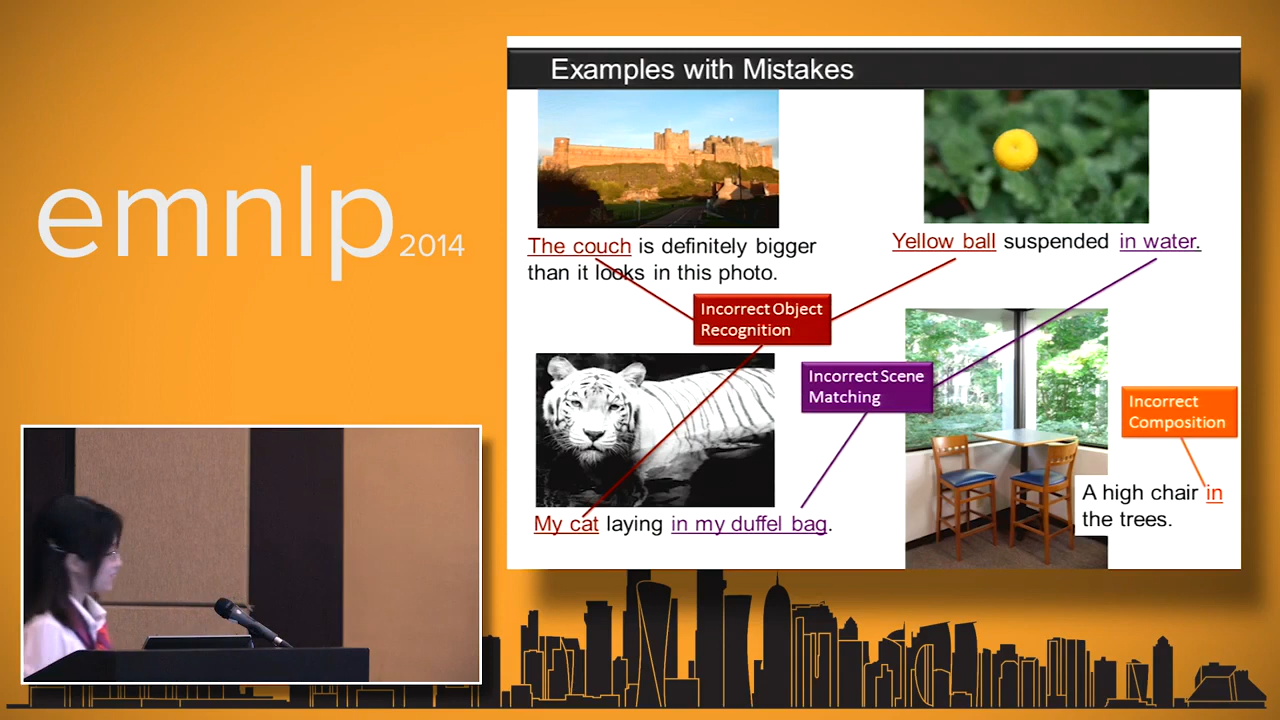 emnlp 2014
Examples with Mistakes
The couch is definitely bigger
than it looks in this photo.
Yellow ball suspended in water.
Incorrect Object
Recognition
Incorrect Scene
Matching
Incorrect
Composition
My cat laying in my duffel bag.
A high chair in
the trees.